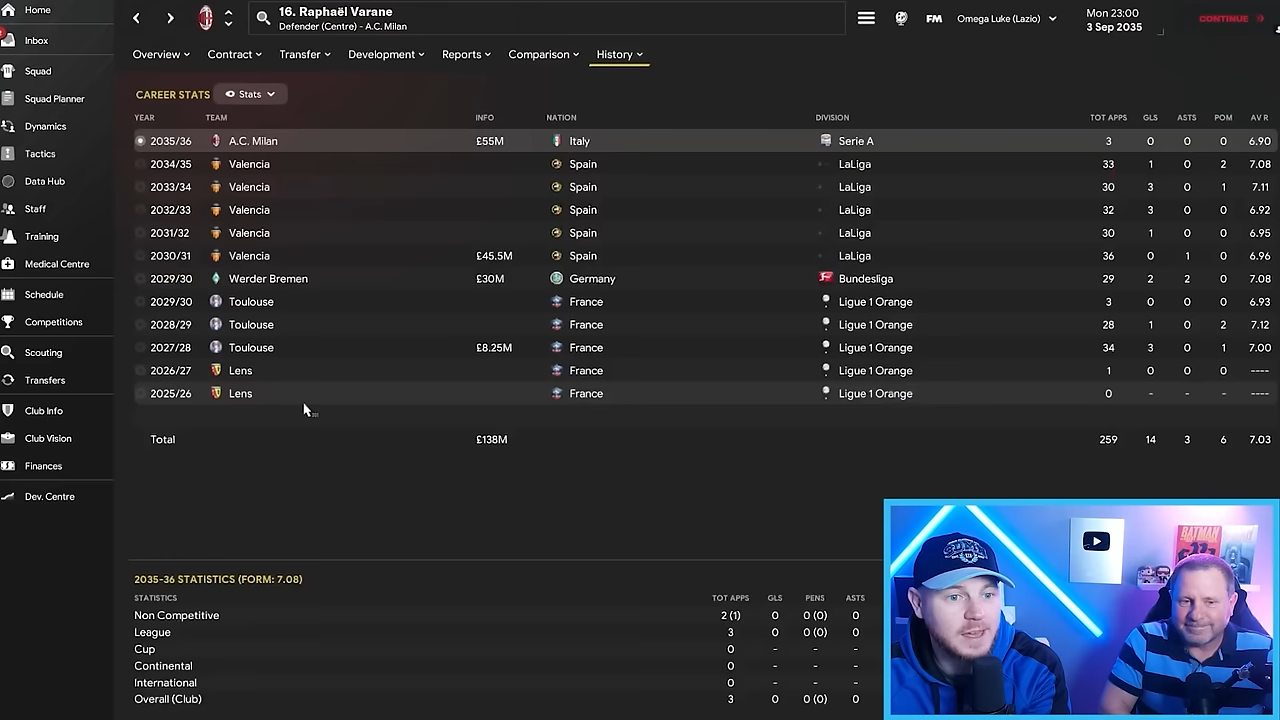 Home
Inbox
Squad
Squad Planner
Dynamics
Tactics
Data Hub
Staff
Training
Medical Centre
Schedule
Competitions
Scouting
Transfers
Club Info
Club Vision
Finances
Dev. Centre
16. Raphaël Varane
Defender (Centre) - A.C. Milan
FM
Omega Luke (Lazio)
Mon 23:00
3 Sep 2035
CONTINUE
Overview Contract Transfer Development Reports Comparison History
CAREER STATS Stats
YEAR TEAM INFO NATION DIVISION TOT APPS GLS ASTS POM AV R
2035/36 A.C. Milan £55M Italy Serie A 3 0 0 0 6.90
2034/35 Valencia Spain LaLiga 33 1 0 2 7.08
2033/34 Valencia Spain LaLiga 30 3 0 1 7.11
2032/33 Valencia Spain LaLiga 32 3 0 0 6.92
2031/32 Valencia Spain LaLiga 30 1 0 0 6.95
2030/31 Valencia £45.5M Spain LaLiga 36 0 1 0 6.96
2029/30 Werder Bremen £30M Germany Bundesliga 29 2 2 0 7.08
2029/30 Toulouse France Ligue 1 Orange 3 0 0 0 6.93
2028/29 Toulouse France Ligue 1 Orange 28 1 0 2 7.12
2027/28 Toulouse £8.25M France Ligue 1 Orange 34 3 0 1 7.00
2026/27 Lens France Ligue 1 Orange 1 0 0 0 ----
2025/26 Lens France Ligue 1 Orange 0 - - - ----
Total £138M 259 14 3 6 7.03
2035-36 STATISTICS (FORM: 7.08)
STATISTICS TOT APPS GLS PENS ASTS
Non Competitive 2 (1) 0 0 (0) 0
League 3 0 0 (0) 0
Cup 0 - - -
Continental 0 - - -
International 0 - - -
Overall (Club) 3 0 0 (0) 0
BATMAN